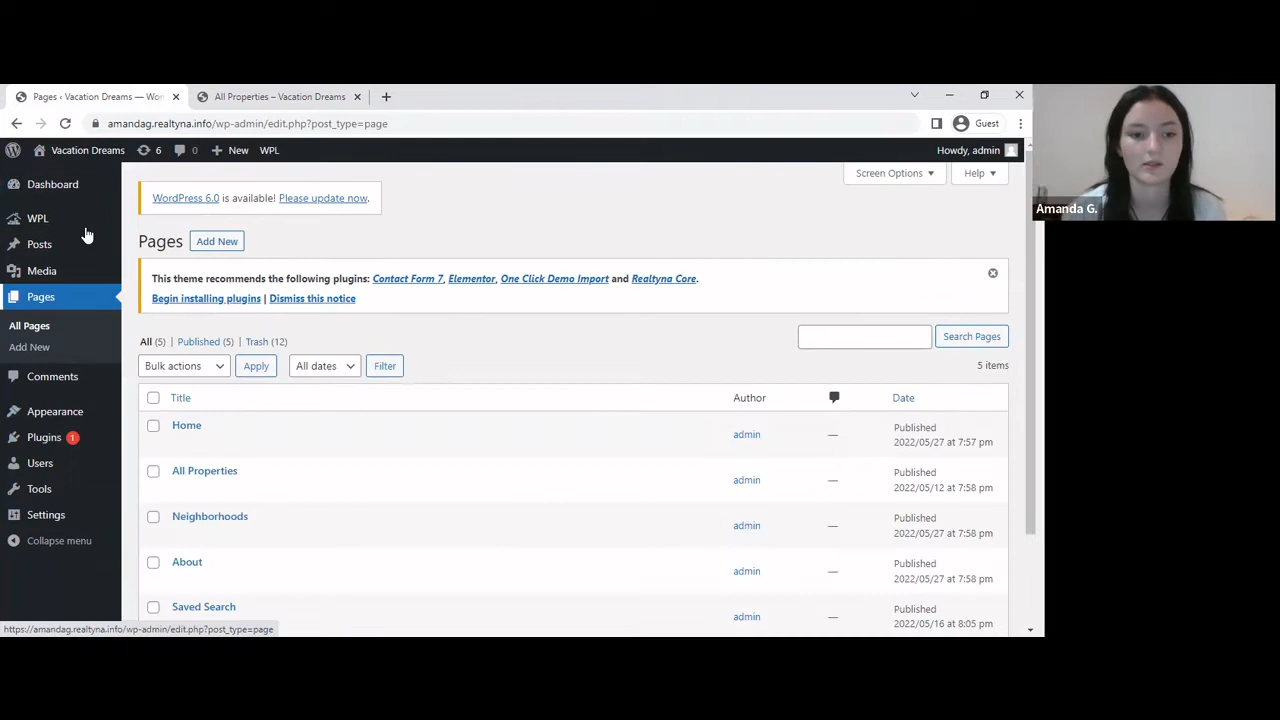 Pages ‹ Vacation Dreams — Wor
All Properties – Vacation Dreams
amandag.realtyna.info/wp-admin/edit.php?post_type=page
Guest
Vacation Dreams
6
0
New
WPL
Howdy, admin
Dashboard
WPL
Posts
Media
Pages
All Pages
Add New
Comments
Appearance
Plugins 1
Users
Tools
Settings
Collapse menu
Screen Options
Help
WordPress 6.0 is available! Please update now.
Pages
Add New
This theme recommends the following plugins: Contact Form 7, Elementor, One Click Demo Import and Realtyna Core.
Begin installing plugins | Dismiss this notice
All (5) | Published (5) | Trash (12)
Search Pages
Bulk actions
Apply
All dates
Filter
5 items
Title
Author
Date
Home
admin
—
Published
2022/05/27 at 7:57 pm
All Properties
admin
—
Published
2022/05/12 at 7:58 pm
Neighborhoods
admin
—
Published
2022/05/27 at 7:58 pm
About
admin
—
Published
2022/05/27 at 7:58 pm
Saved Search
admin
—
Published
2022/05/16 at 8:05 pm
https://amandag.realtyna.info/wp-admin/edit.php?post_type=page
Amanda G.